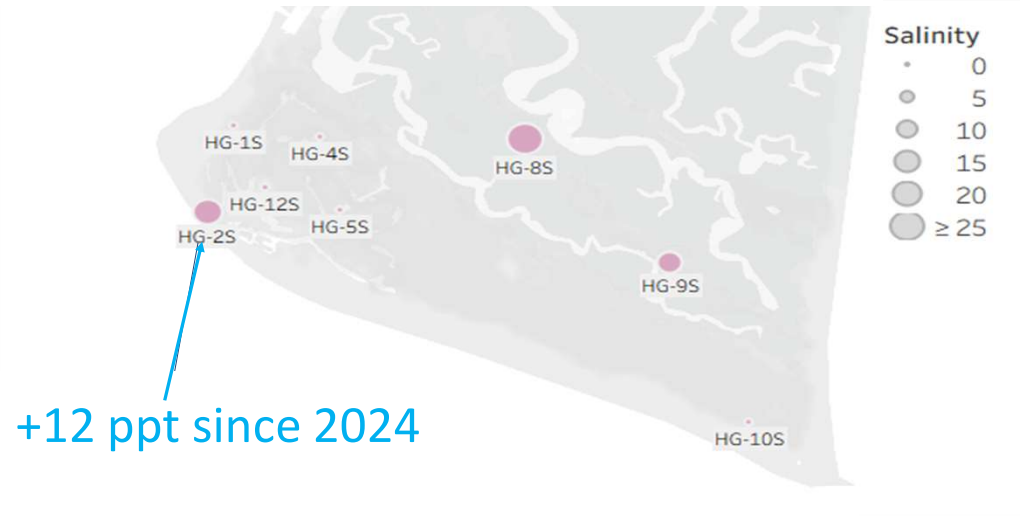 Salinity
0
5
10
15
20
≥ 25
HG-1S
HG-4S
HG-8S
HG-12S
HG-5S
HG-2S
HG-9S
+12 ppt since 2024
HG-10S